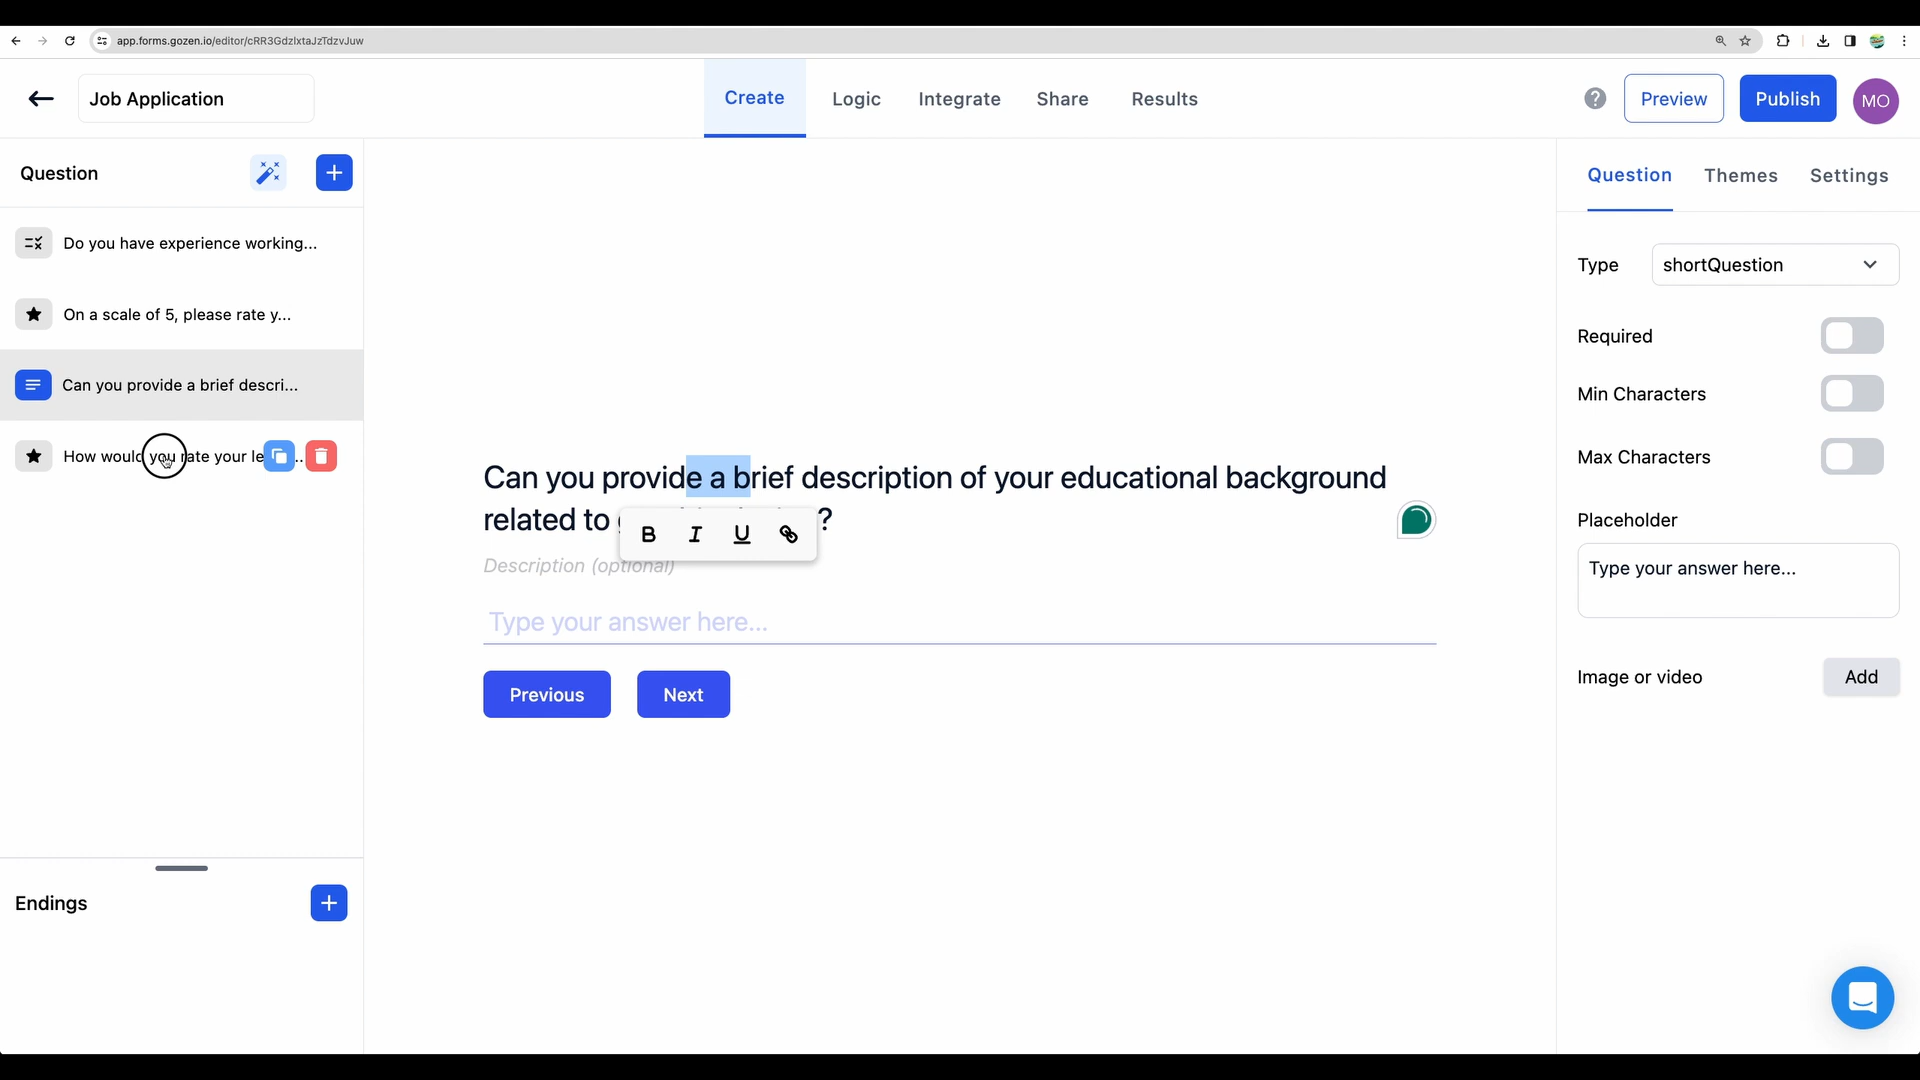 app.forms.gozen.io/editor/cRR3GdzlxtaJzTdzvJuw
Job Application
Create
Logic
Integrate
Share
Results
?
Preview
Publish
MO
Question
Do you have experience working...
On a scale of 5, please rate y...
Can you provide a brief descri...
How would you rate your le...
Endings
Can you provide a brief description of your educational background
related to ?
B I U
Description (optional)
Type your answer here...
Previous
Next
Question
Themes
Settings
Type
shortQuestion
Required
Min Characters
Max Characters
Placeholder
Type your answer here...
Image or video
Add